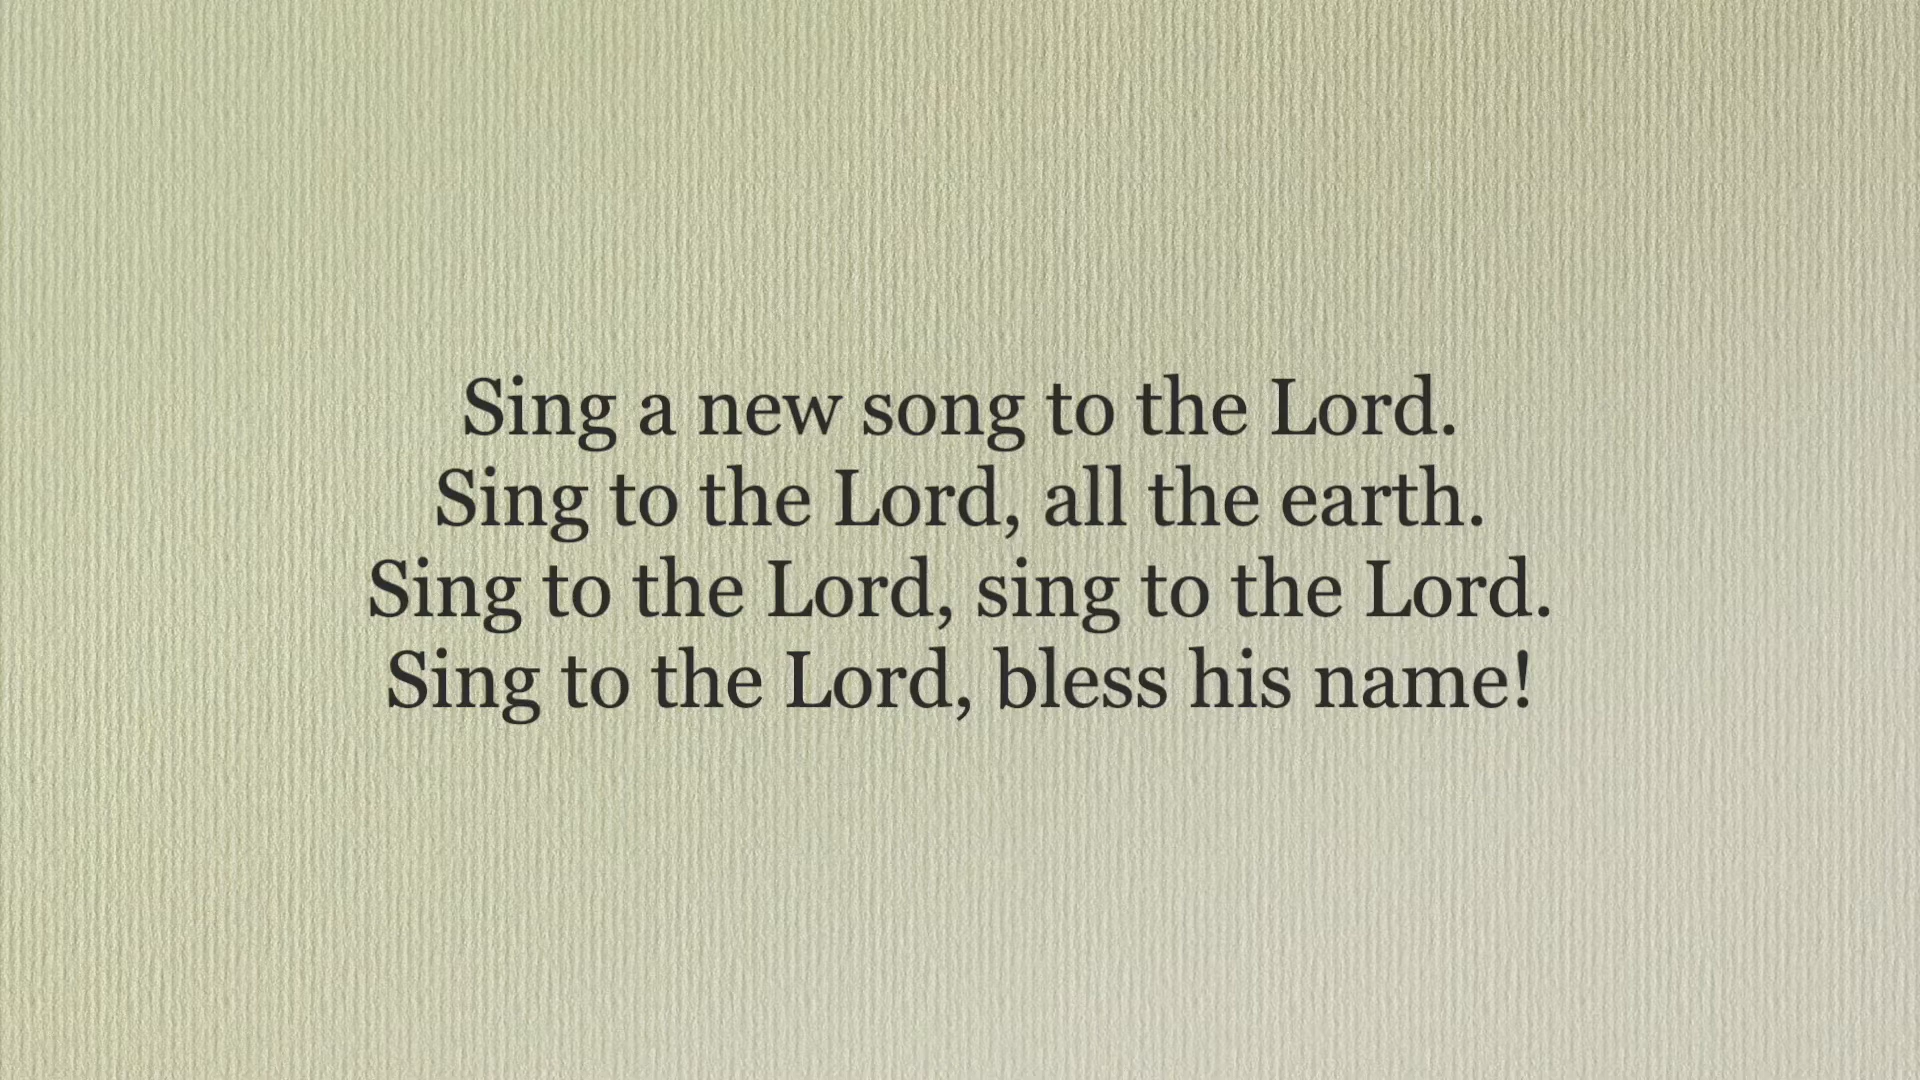 Sing a new song to the Lord.
Sing to the Lord, all the earth.
Sing to the Lord, sing to the Lord.
Sing to the Lord, bless his name!